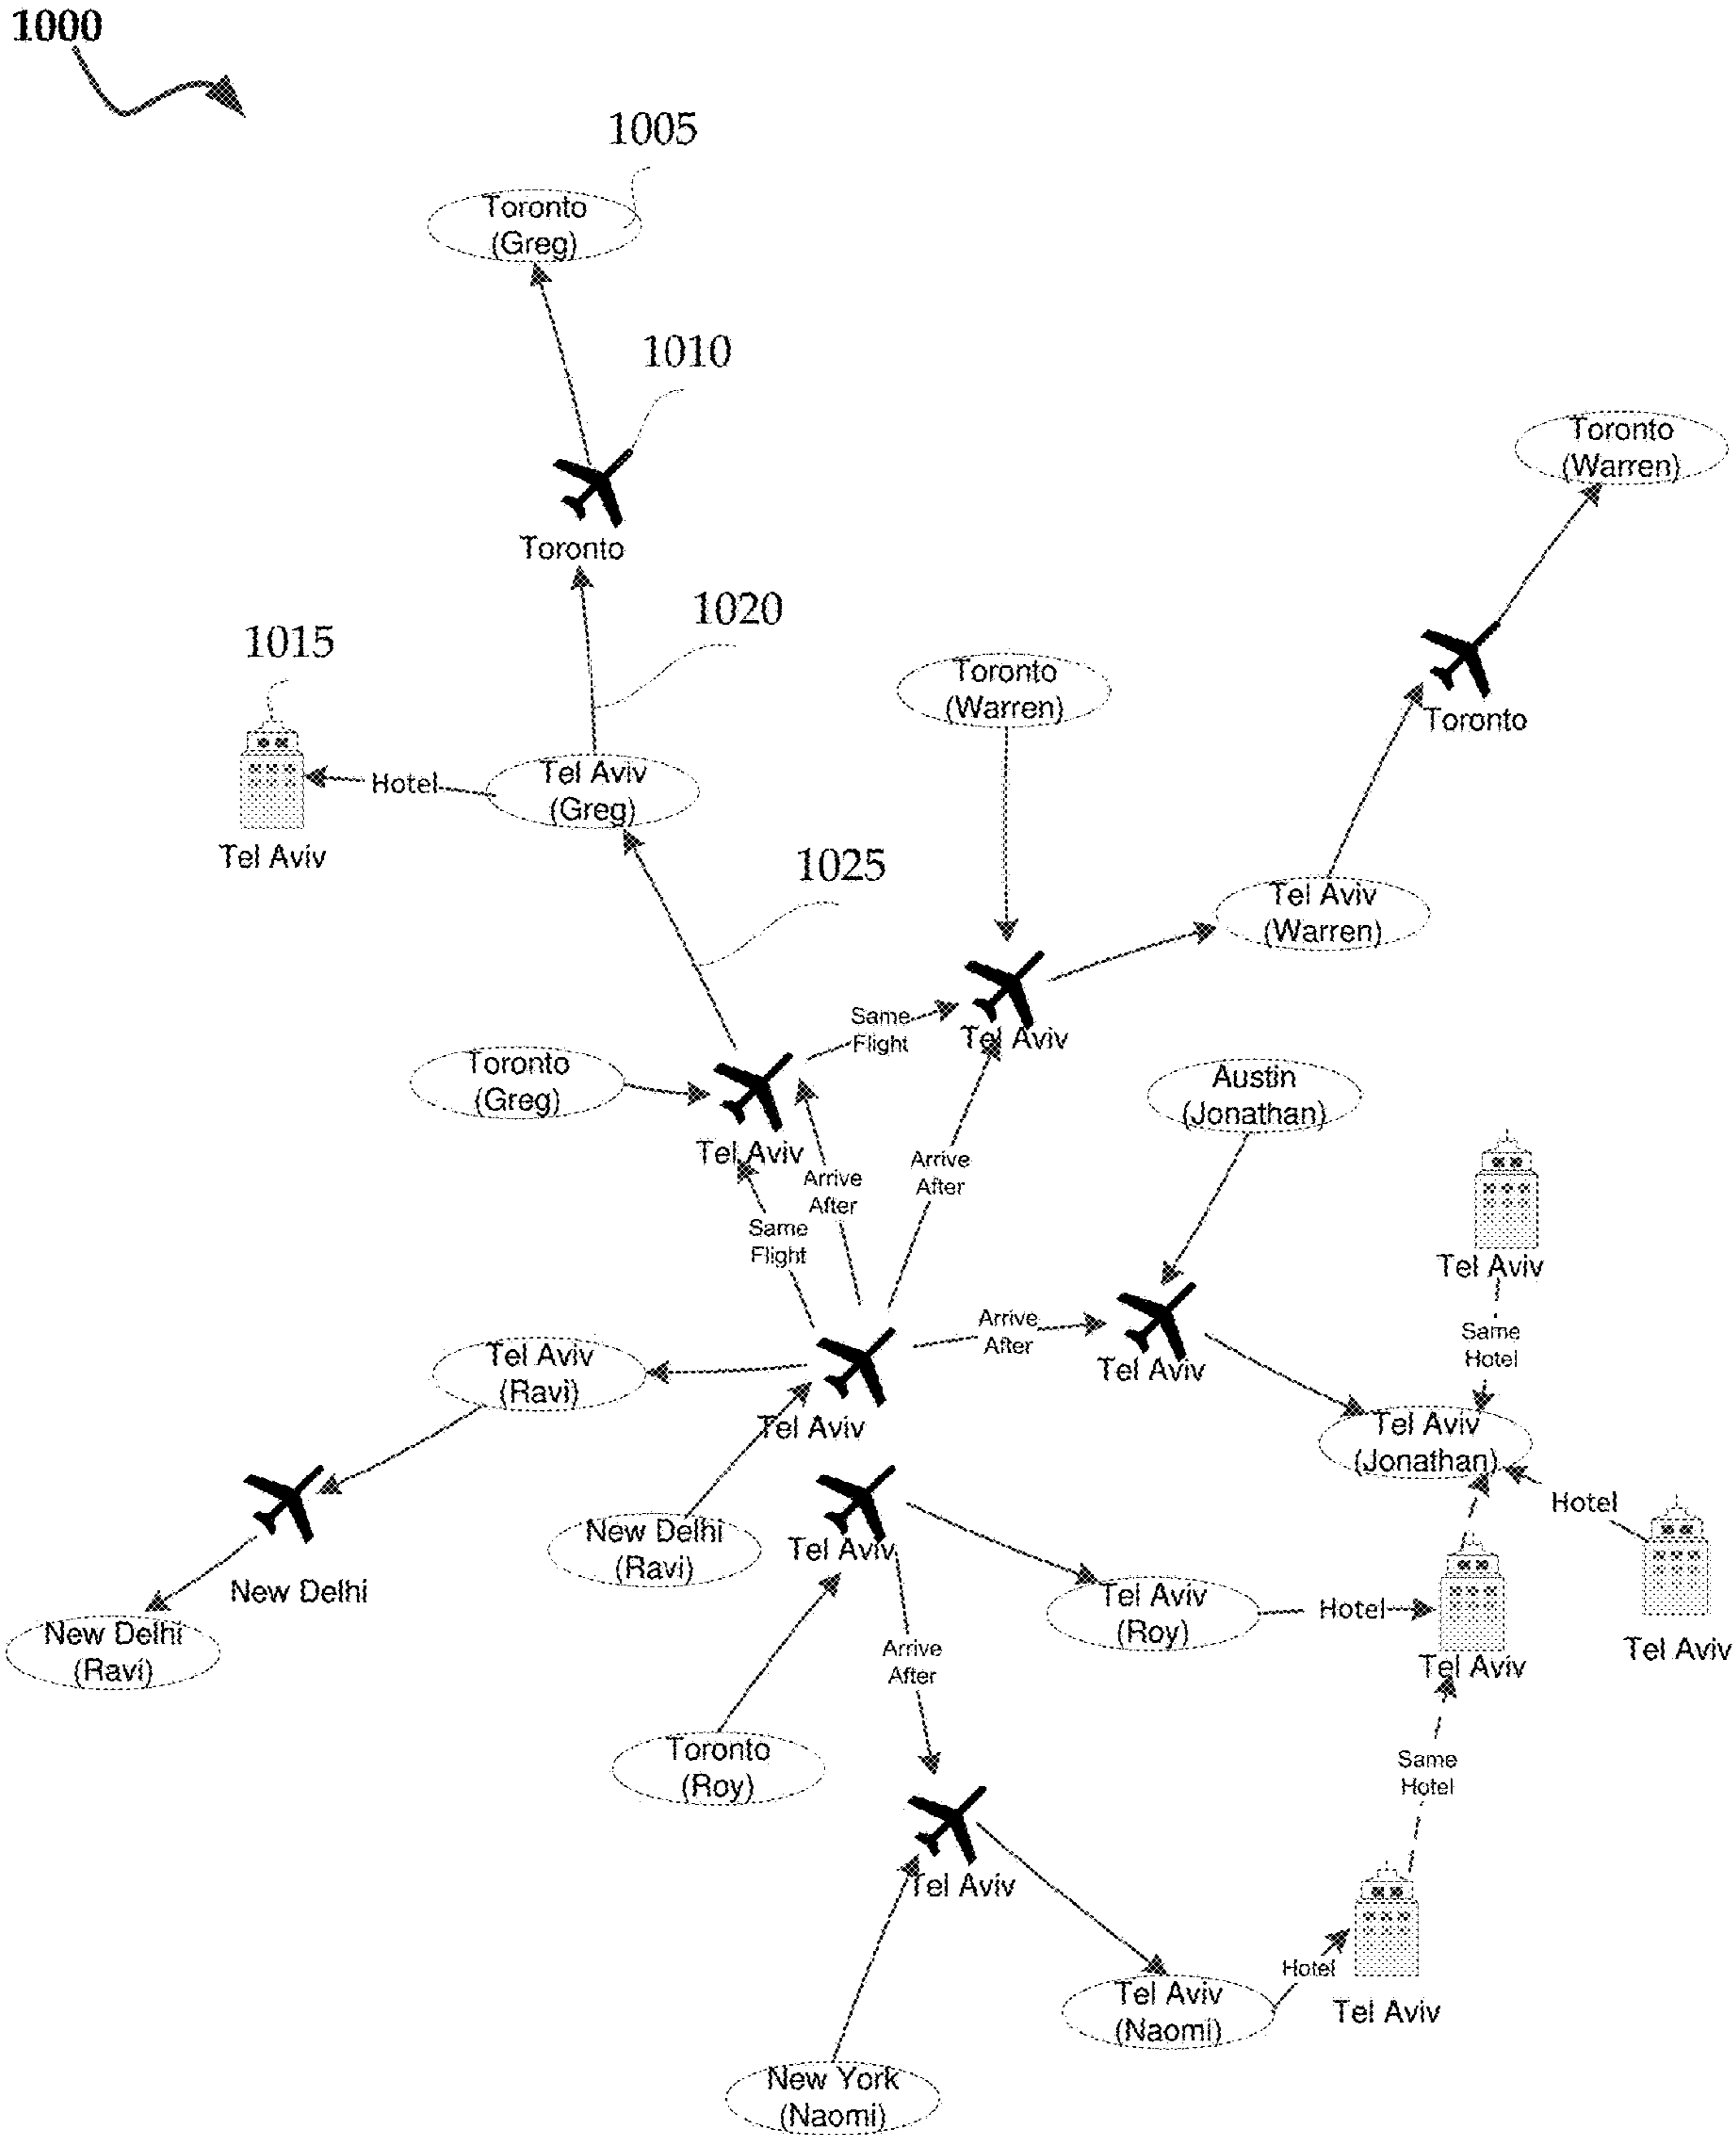 1000
1005
Toronto
(Greg)
1010
Toronto
(Warren)
Toronto
1020
1015
Toronto
(Warren)
Toronto
Tel Aviv
(Greg)
Hotel
Tel Aviv
1025
Tel Aviv
(Warren)
Same
Flight
Tel Aviv
Toronto
(Greg)
Austin
(Jonathan)
Tel Aviv
Arrive
After
Arrive
After
Same
Flight
Tel Aviv
Arrive
After
Same
Hotel
Tel Aviv
(Ravi)
Tel Aviv
Tel Aviv
Tel Aviv
(Jonathan)
Hotel
New Delhi
(Ravi)
Tel Aviv
New Delhi
Tel Aviv
(Roy)
Hotel
New Delhi
(Ravi)
Tel Aviv
Tel Aviv
Arrive
After
Toronto
(Roy)
Same
Hotel
Tel Aviv
Hotel
Tel Aviv
(Naomi)
Tel Aviv
New York
(Naomi)